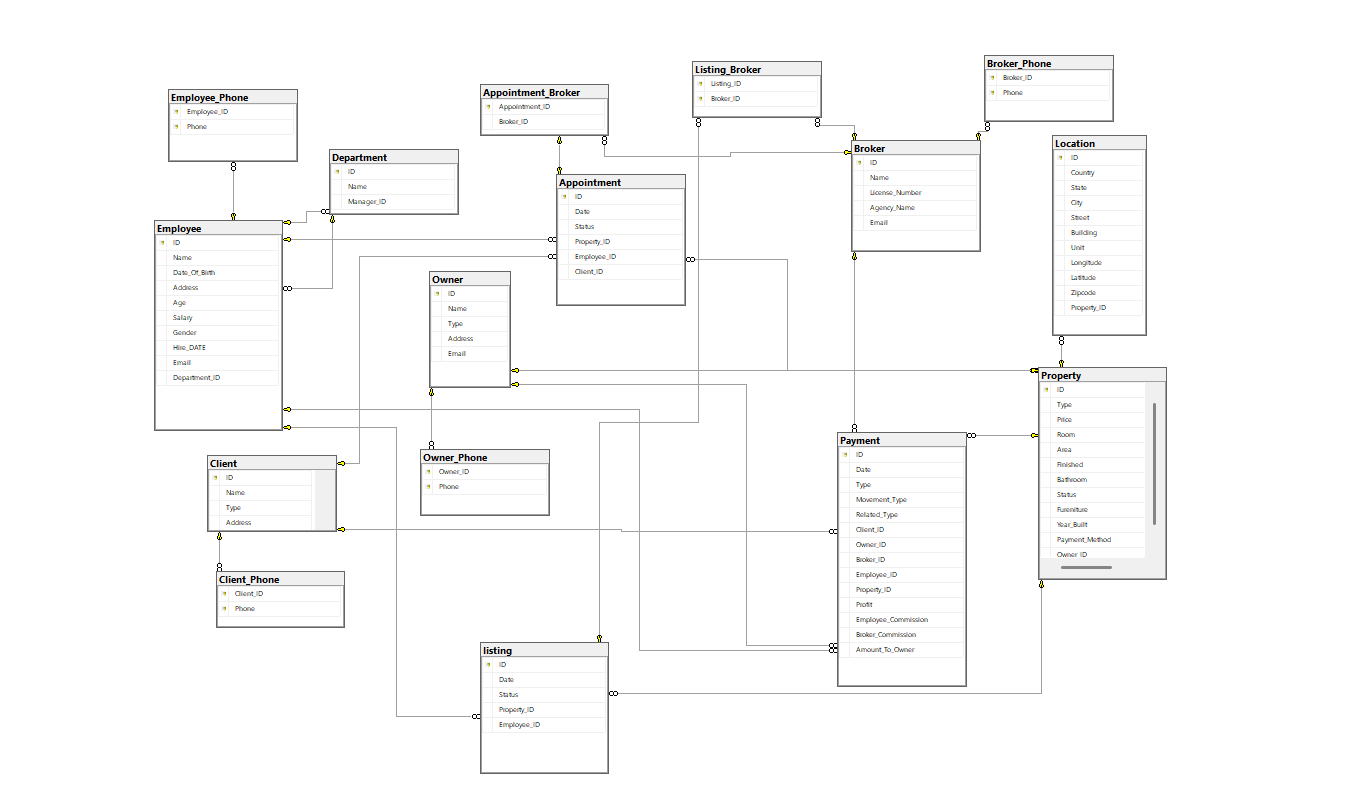 Employee_Phone
Employee_ID
Phone
Department
ID
Name
Manager_ID
Employee
ID
Name
Date_Of_Birth
Address
Age
Salary
Gender
Hire_DATE
Email
Department_ID
Appointment_Broker
Appointment_ID
Broker_ID
Appointment
ID
Date
Status
Property_ID
Employee_ID
Client_ID
Listing_Broker
Listing_ID
Broker_ID
Broker_Phone
Broker_ID
Phone
Broker
ID
Name
License_Number
Agency_Name
Email
Location
ID
Country
State
City
Street
Building
Unit
Longitude
Latitude
Zipcode
Property_ID
Owner
ID
Name
Type
Address
Email
Owner_Phone
Owner_ID
Phone
Client
ID
Name
Type
Address
Client_Phone
Client_ID
Phone
Property
ID
Type
Price
Room
Area
Finished
Bathroom
Status
Fureniture
Year_Built
Payment_Method
Owner_ID
Payment
ID
Date
Type
Movement_Type
Related_Type
Client_ID
Owner_ID
Broker_ID
Employee_ID
Property_ID
Profit
Employee_Commission
Broker_Commission
Amount_To_Owner
listing
ID
Date
Status
Property_ID
Employee_ID